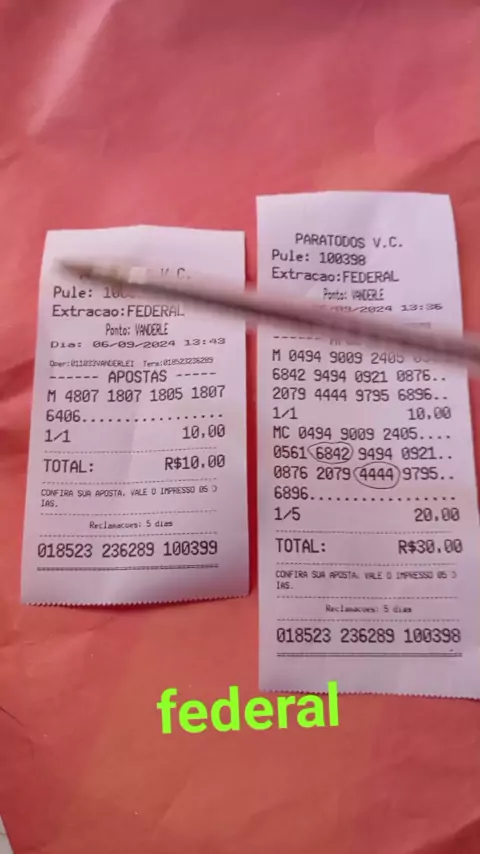 V.C.
Pule:
Extracao:FEDERAL
Ponto: VANDERLE
Dia: 06/09/2024 13:43
Oper:011033VANDERLEI Term:018523236289
------ APOSTAS -----
M 4807 1807 1805 1807
6406................
1/1 10.00
TOTAL: R$10.00
CONFIRA SUA APOSTA. VALE O IMPRESSO 05 D
IAS.
Reclamacoes: 5 dias
018523 236289 100399
PARATODOS V.C.
Pule: 100398
Extracao:FEDERAL
Ponto: VANDERLE
/2024 13:36
M 0494 9009 2405
6842 9494 0921 0876..
2079 4444 9795 6896..
1/1 10.00
MC 0494 9009 2405....
0561 6842 9494 0921..
0876 2079 4444 9795..
6896.................
1/5 20.00
TOTAL: R$30.00
CONFIRA SUA APOSTA. VALE O IMPRESSO 05 D
IAS.
Reclamacoes: 5 dias
018523 236289 100398
federal